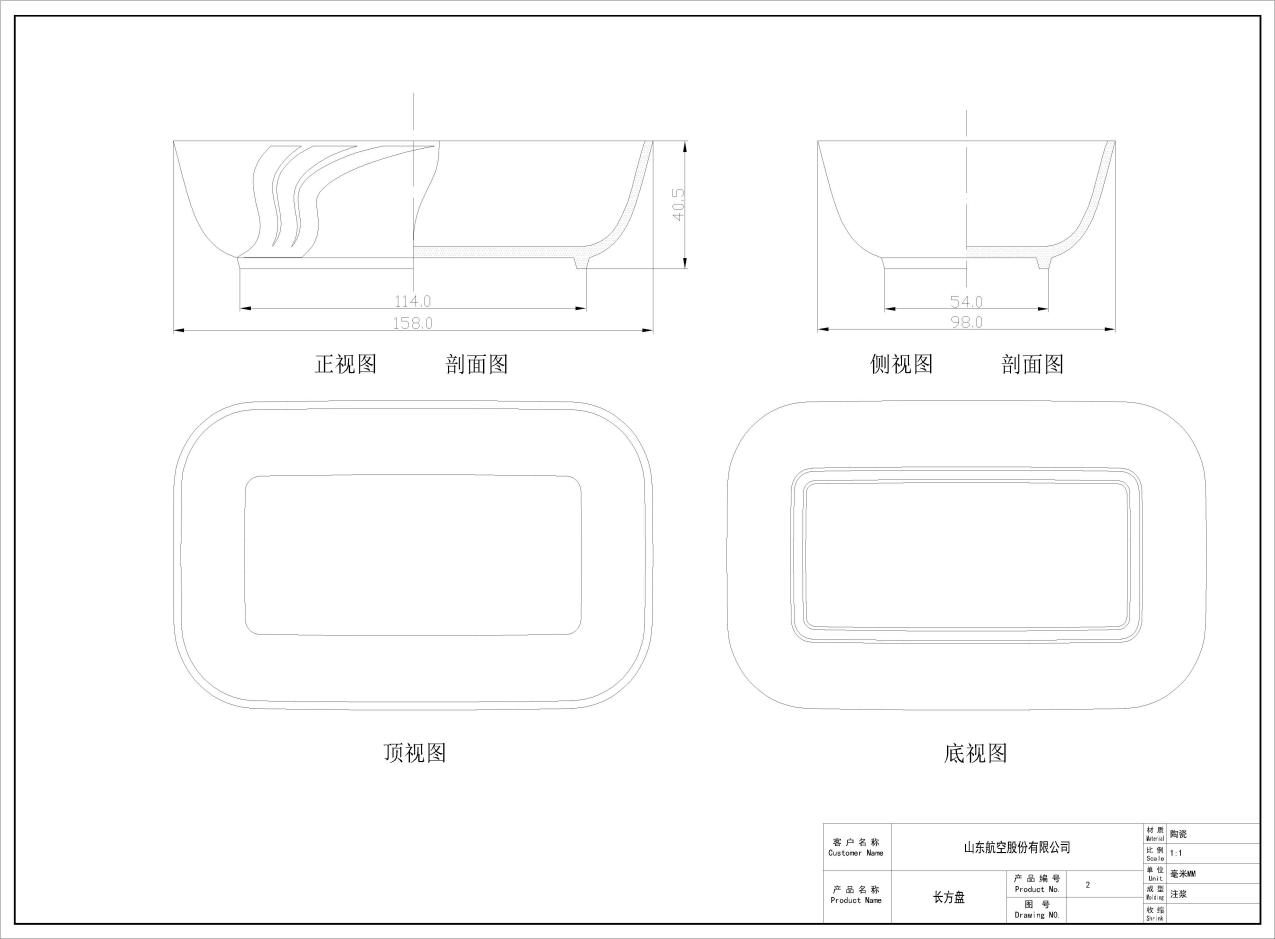 40.5
114.0
158.0
54.0
98.0
正视图 剖面图
侧视图 剖面图
顶视图
底视图
客户名称
Customer Name
山东航空股份有限公司
产品名称
Product Name
长方盘
产品编号
Product No.
2
图号
Drawing NO.
材质
Material
陶瓷
比例
Scale
1:1
单位
Unit
毫米MM
成型
Molding
注浆
收缩
Shrink